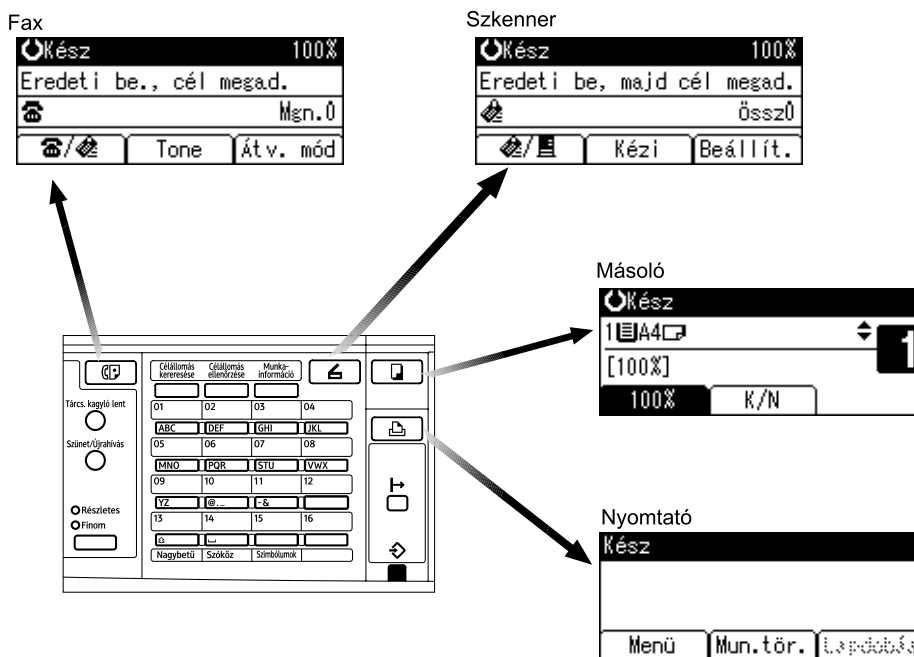 Fax
Kész 100%
Eredeti be., cél megad.
Mgn.0
/ Tone Átv. mód
Szkenner
Kész 100%
Eredeti be, majd cél megad.
Össz0
/ Kézi Beállít.
Másoló
Kész
1 A4 1
[100%]
100% K/N
Nyomtató
Kész
Menü Mun.tör.
Célállomás kereresése
Célállomás ellenőrzése
Munka-információ
Tárcs. kagyló lent
Szünet/Újrahívás
Részletes
Finom
01 02 03 04
ABC DEF GHI JKL
05 06 07 08
MNO PQR STU VWX
09 10 11 12
YZ @._ -&
13 14 15 16
Nagybetű Szóköz Szimbólumok